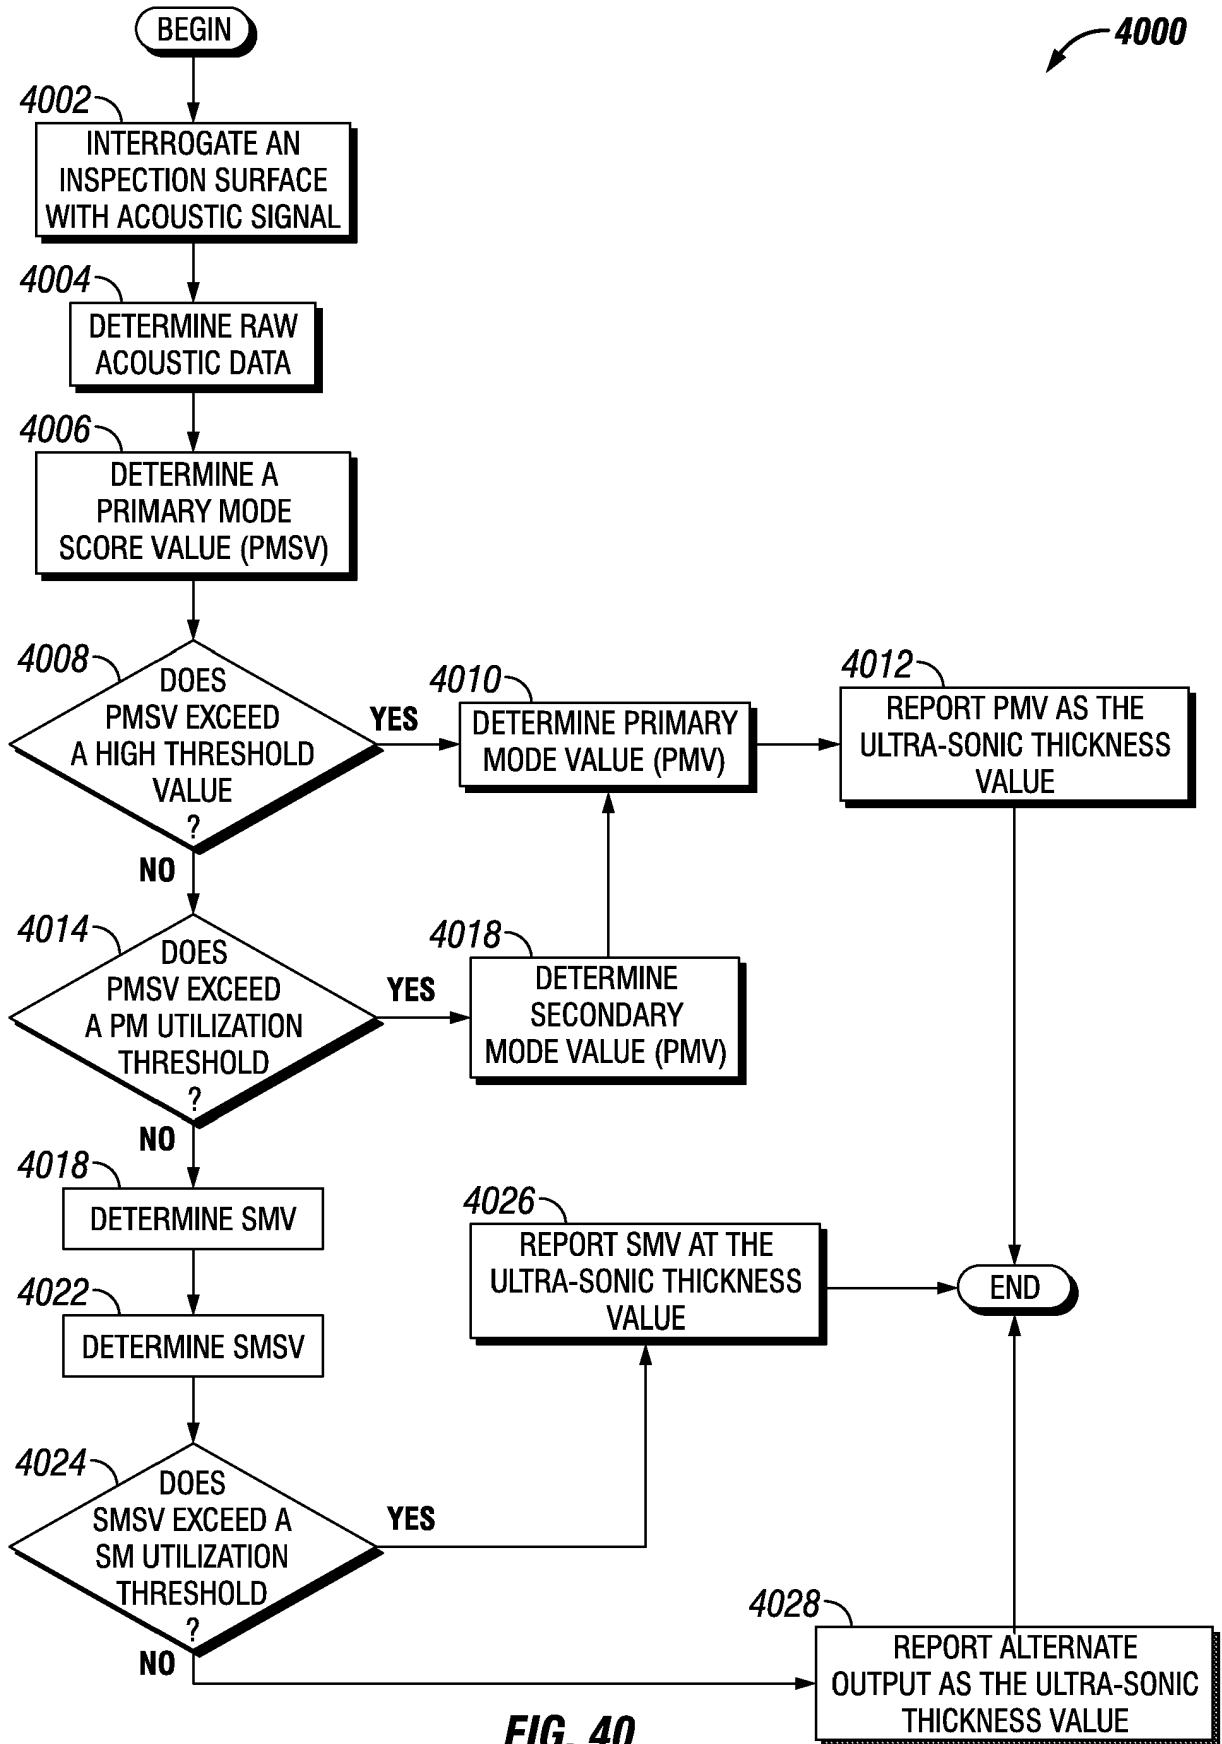 BEGIN
4000
4002
INTERROGATE AN
INSPECTION SURFACE
WITH ACOUSTIC SIGNAL
4004
DETERMINE RAW
ACOUSTIC DATA
4006
DETERMINE A
PRIMARY MODE
SCORE VALUE (PMSV)
4008
DOES
PMSV EXCEED
A HIGH THRESHOLD
VALUE
?
YES
NO
4010
DETERMINE PRIMARY
MODE VALUE (PMV)
4012
REPORT PMV AS THE
ULTRA-SONIC THICKNESS
VALUE
4014
DOES
PMSV EXCEED
A PM UTILIZATION
THRESHOLD
?
YES
NO
4018
DETERMINE
SECONDARY
MODE VALUE (PMV)
4018
DETERMINE SMV
4022
DETERMINE SMSV
4026
REPORT SMV AT THE
ULTRA-SONIC THICKNESS
VALUE
END
4024
DOES
SMSV EXCEED A
SM UTILIZATION
THRESHOLD
?
YES
NO
4028
REPORT ALTERNATE
OUTPUT AS THE ULTRA-SONIC
THICKNESS VALUE
FIG. 40